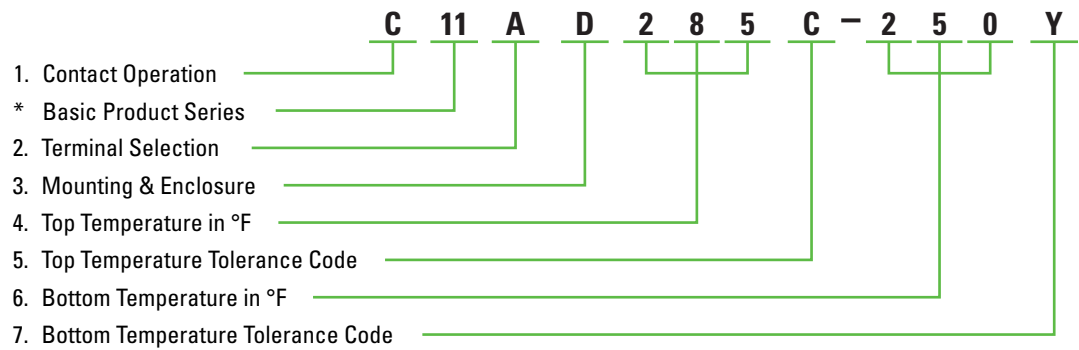 C 11 A D 2 8 5 C – 2 5 0 Y
1. Contact Operation
* Basic Product Series
2. Terminal Selection
3. Mounting & Enclosure
4. Top Temperature in °F
5. Top Temperature Tolerance Code
6. Bottom Temperature in °F
7. Bottom Temperature Tolerance Code